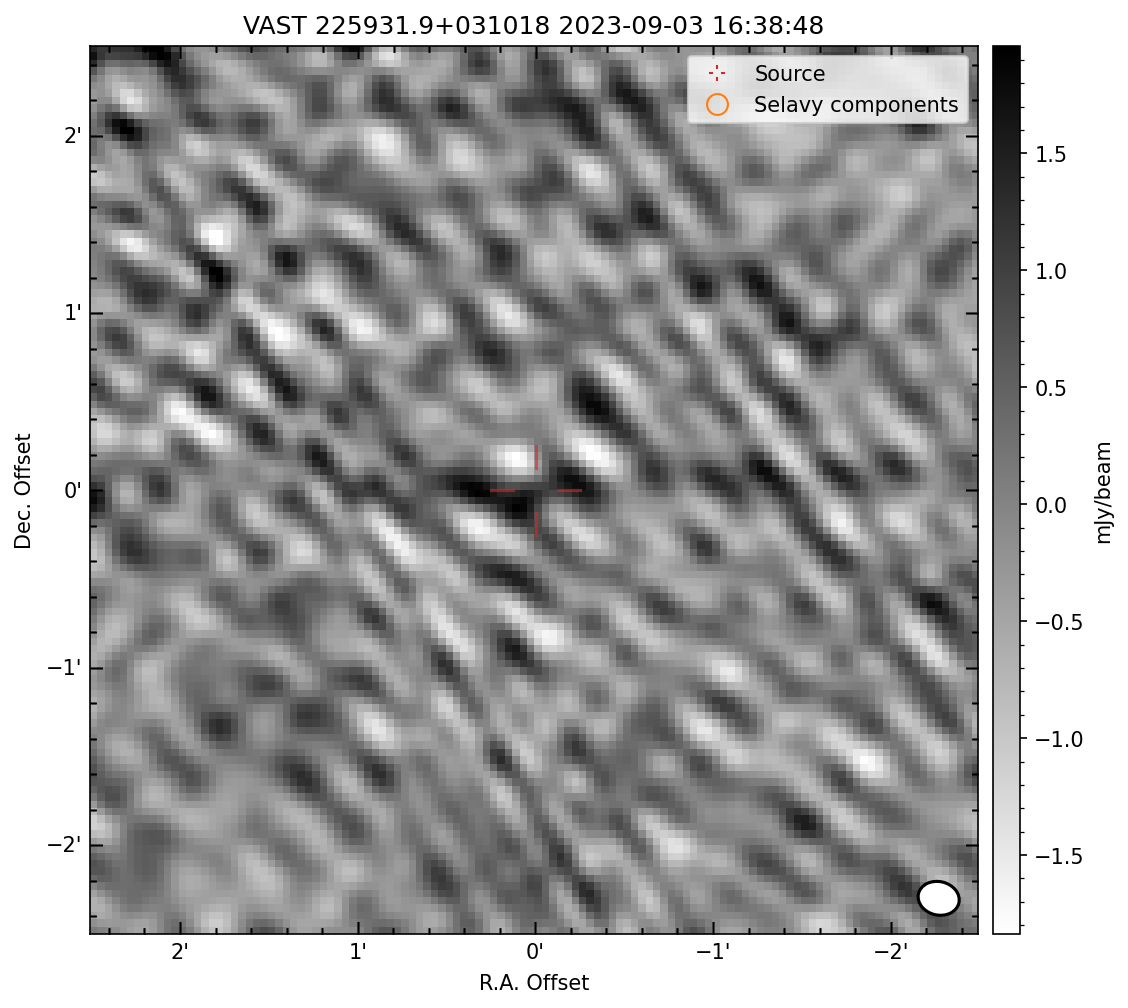 VAST 225931.9+031018 2023-09-03 16:38:48
Source
Selavy components
2'
1'
0'
−1'
−2'
Dec. Offset
2'
1'
0'
−1'
−2'
R.A. Offset
1.5
1.0
0.5
0.0
−0.5
−1.0
−1.5
mJy/beam